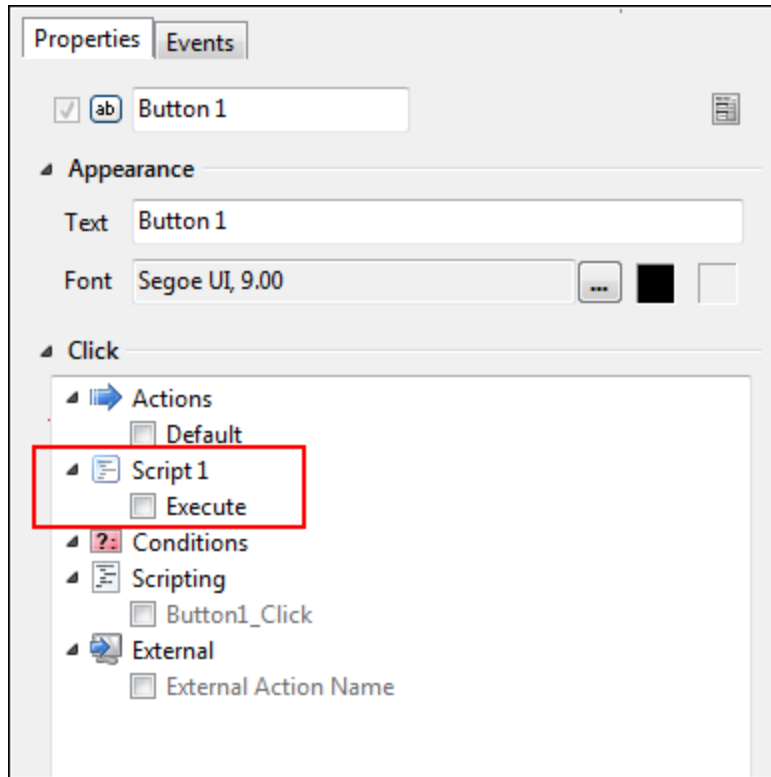 Properties Events
ab Button 1
Appearance
Text Button 1
Font Segoe UI, 9.00 ...
Click
Actions
Default
Script 1
Execute
?: Conditions
Scripting
Button1_Click
External
External Action Name